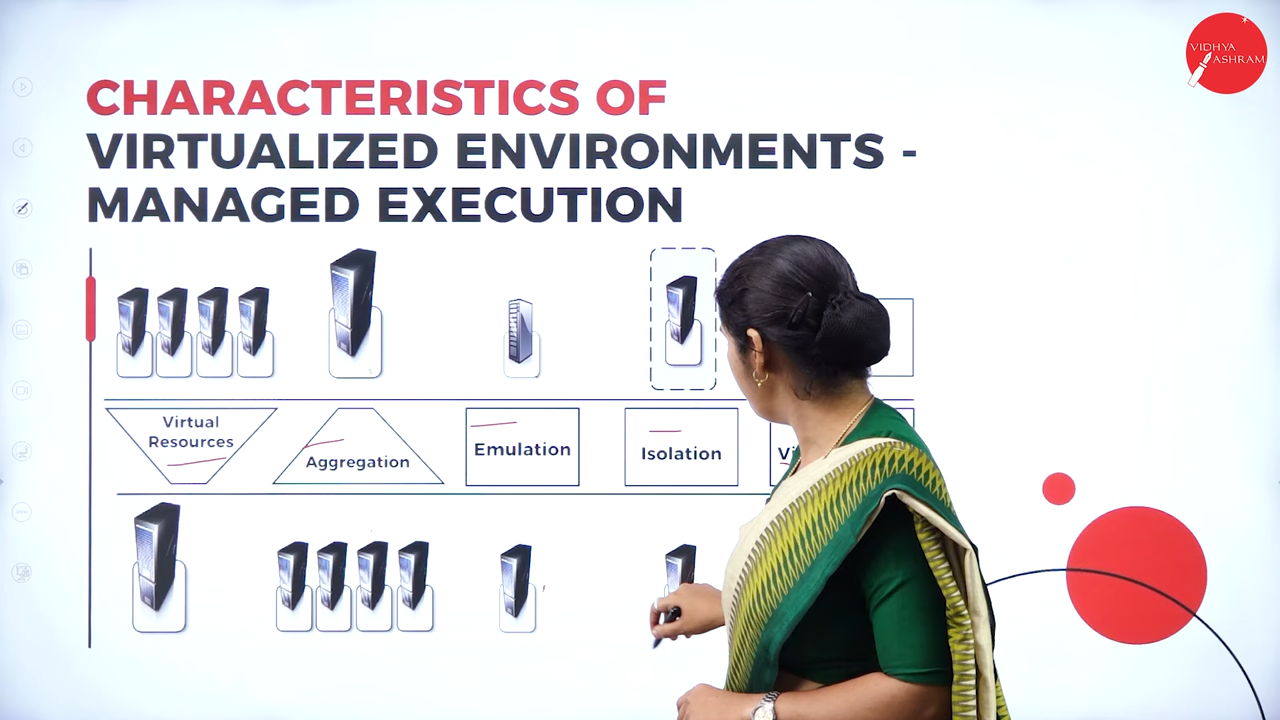 VIDHYA
ASHRAM
CHARACTERISTICS OF
VIRTUALIZED ENVIRONMENTS -
MANAGED EXECUTION
Virtual
Resources
Aggregation
Emulation
Isolation